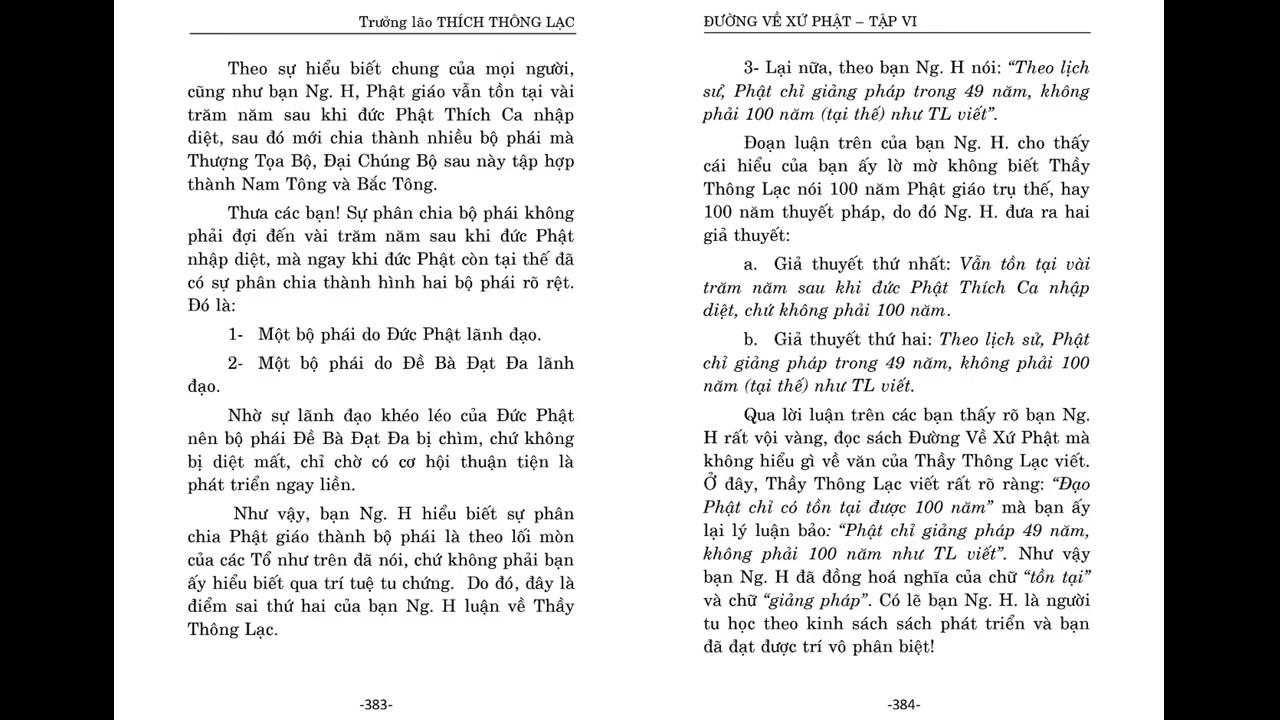 Trưởng lão THÍCH THÔNG LẠC
Theo sự hiểu biết chung của mọi người,
cũng như bạn Ng. H, Phật giáo vẫn tồn tại vài
trăm năm sau khi đức Phật Thích Ca nhập
diệt, sau đó mới chia thành nhiều bộ phái mà
Thượng Tọa Bộ, Đại Chúng Bộ sau này tập hợp
thành Nam Tông và Bắc Tông.
Thưa các bạn! Sự phân chia bộ phái không
phải đợi đến vài trăm năm sau khi đức Phật
nhập diệt, mà ngay khi đức Phật còn tại thế đã
có sự phân chia thành hình hai bộ phái rõ rệt.
Đó là:
1- Một bộ phái do Đức Phật lãnh đạo.
2- Một bộ phái do Đề Bà Đạt Đa lãnh
đạo.
Nhờ sự lãnh đạo khéo léo của Đức Phật
nên bộ phái Đề Bà Đạt Đa bị chìm, chứ không
bị diệt mất, chỉ chờ có cơ hội thuận tiện là
phát triển ngay liền.
Như vậy, bạn Ng. H hiểu biết sự phân
chia Phật giáo thành bộ phái là theo lối mòn
của các Tổ như trên đã nói, chứ không phải bạn
ấy hiểu biết qua trí tuệ tu chứng. Do đó, đây là
điểm sai thứ hai của bạn Ng. H luận về Thầy
Thông Lạc.
-383-
ĐƯỜNG VỀ XỨ PHẬT – TẬP VI
3- Lại nữa, theo bạn Ng. H nói: “Theo lịch
sử, Phật chỉ giảng pháp trong 49 năm, không
phải 100 năm (tại thế) như TL viết”.
Đoạn luận trên của bạn Ng. H. cho thấy
cái hiểu của bạn ấy lờ mờ không biết Thầy
Thông Lạc nói 100 năm Phật giáo trụ thế, hay
100 năm thuyết pháp, do đó Ng. H. đưa ra hai
giả thuyết:
a. Giả thuyết thứ nhất: Vẫn tồn tại vài
trăm năm sau khi đức Phật Thích Ca nhập
diệt, chứ không phải 100 năm.
b. Giả thuyết thứ hai: Theo lịch sử, Phật
chỉ giảng pháp trong 49 năm, không phải 100
năm (tại thế) như TL viết.
Qua lời luận trên các bạn thấy rõ bạn Ng.
H rất vội vàng, đọc sách Đường Về Xứ Phật mà
không hiểu gì về văn của Thầy Thông Lạc viết.
Ở đây, Thầy Thông Lạc viết rất rõ ràng: “Đạo
Phật chỉ có tồn tại được 100 năm” mà bạn ấy
lại lý luận bảo: “Phật chỉ giảng pháp 49 năm,
không phải 100 năm như TL viết”. Như vậy
bạn Ng. H đã đồng hoá nghĩa của chữ “tồn tại”
và chữ “giảng pháp”. Có lẽ bạn Ng. H. là người
tu học theo kinh sách sách phát triển và bạn
đã đạt được trí vô phân biệt!
-384-